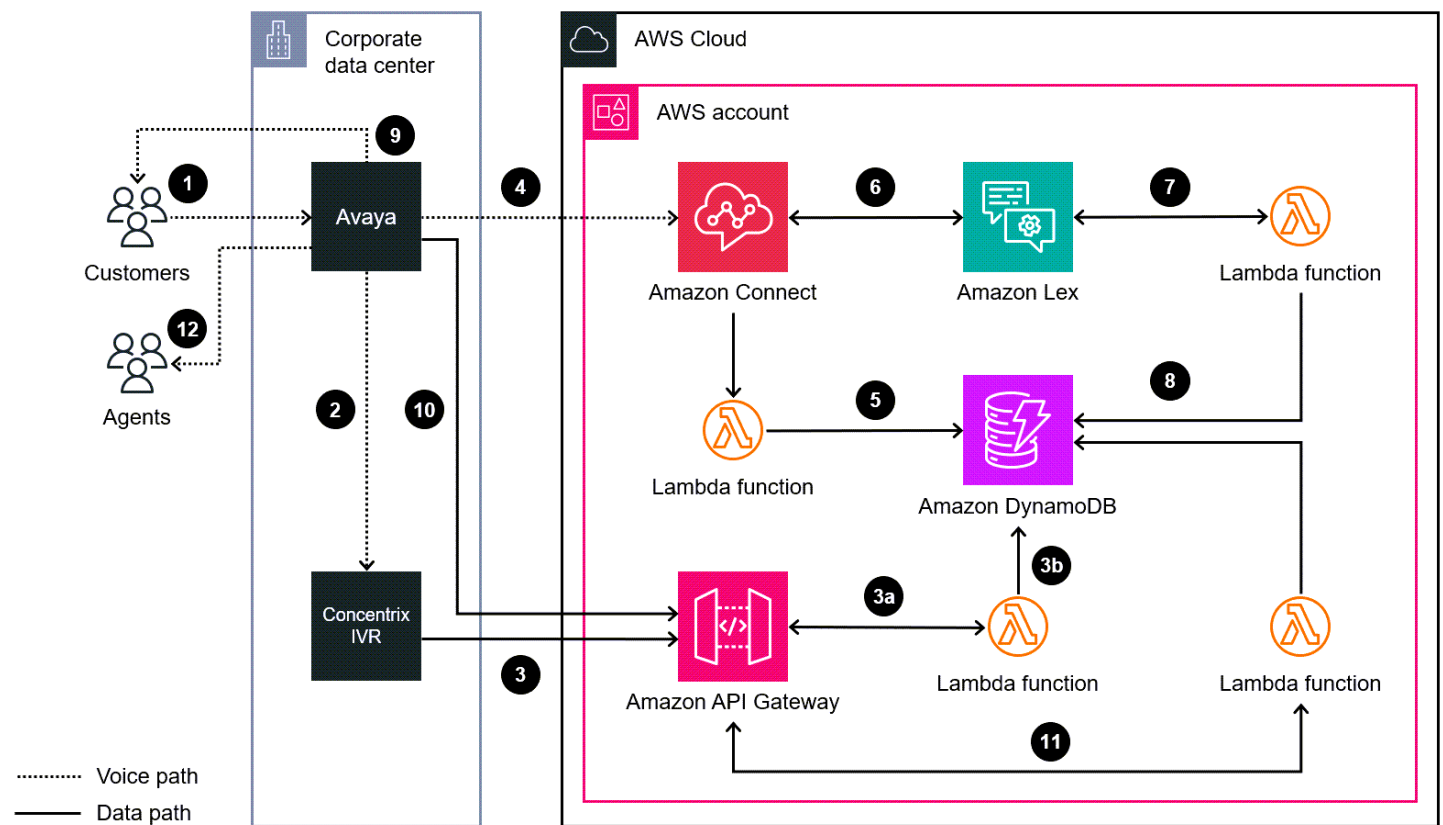 Corporate
data center
AWS Cloud
AWS account
9
1
4
6
7
Avaya
Customers
Amazon Connect
Amazon Lex
Lambda function
12
Agents
2
10
5
8
Lambda function
Amazon DynamoDB
3b
3a
Concentrix
IVR
</>
3
Amazon API Gateway
Lambda function
Lambda function
11
Voice path
Data path